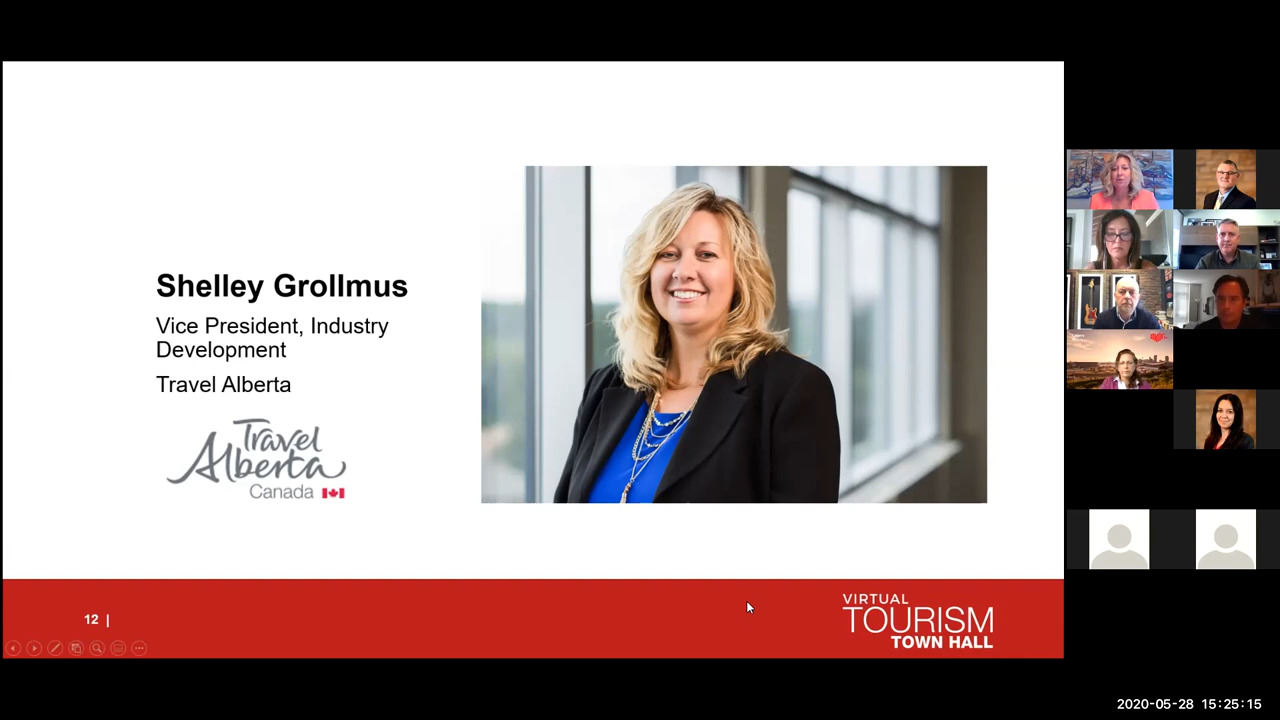 Shelley Grollmus
Vice President, Industry
Development
Travel Alberta
Travel
Alberta
Canada
12 |
VIRTUAL
TOURISM
TOWN HALL
2020-05-28 15:25:15